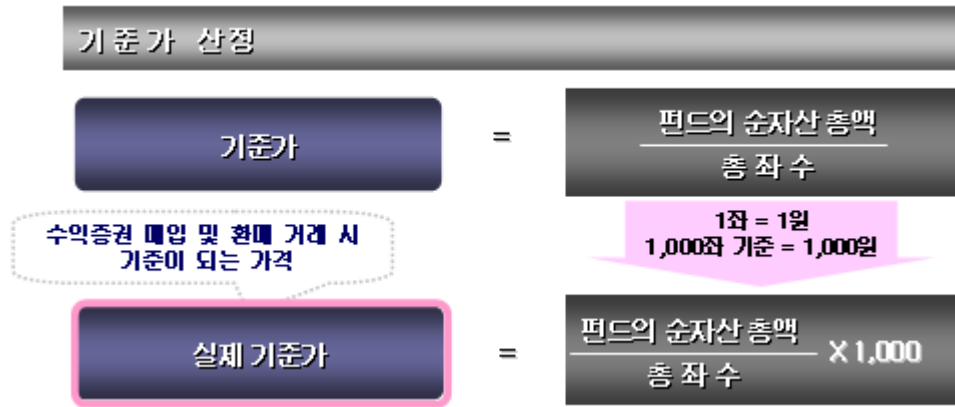 기준가 산정
기준가
=
펀드의 순자산 총액
총 좌 수
수익증권 매입 및 환매 거래 시
기준이 되는 가격
1좌 = 1원
1,000좌 기준 = 1,000원
실제 기준가
=
펀드의 순자산 총액
총 좌 수
X 1,000